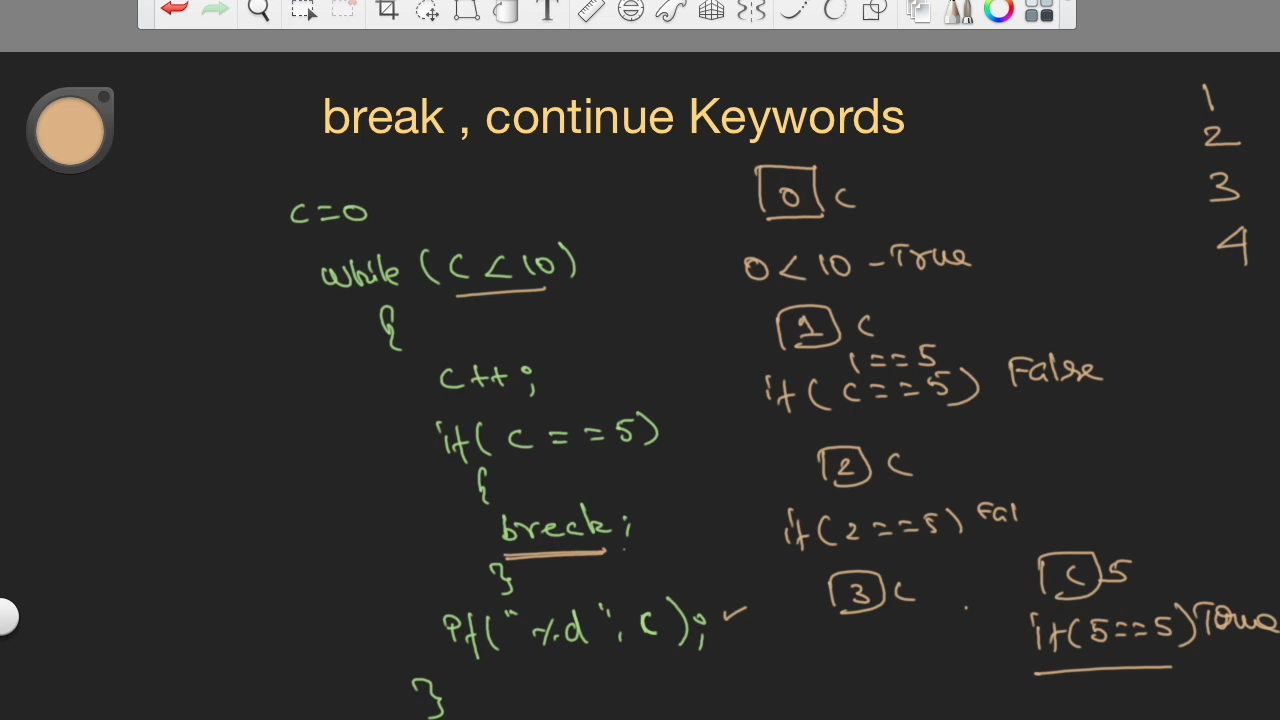 break , continue Keywords
c=0
while (c<10)
{
c++;
if(c==5)
{
break;
}
Pf("%d",c);
}
0 c
0<10 - True
1 c
1==5
if(c==5) False
2 c
if(2==5) Fal
3 c
c 5
if(5==5) True
1
2
3
4